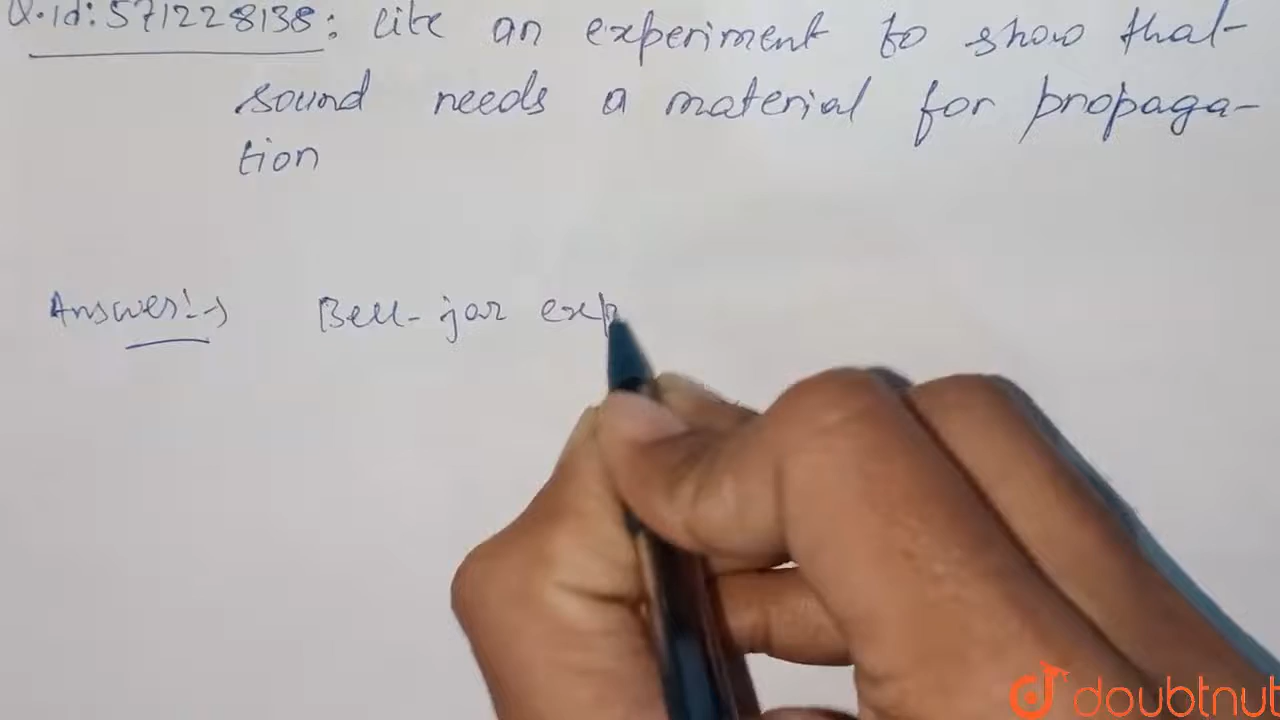 Q.Id: 571228138: Cite an experiment to show that
sound needs a material for propaga-
tion
Answer:→ Bell-jar exp
doubtnut